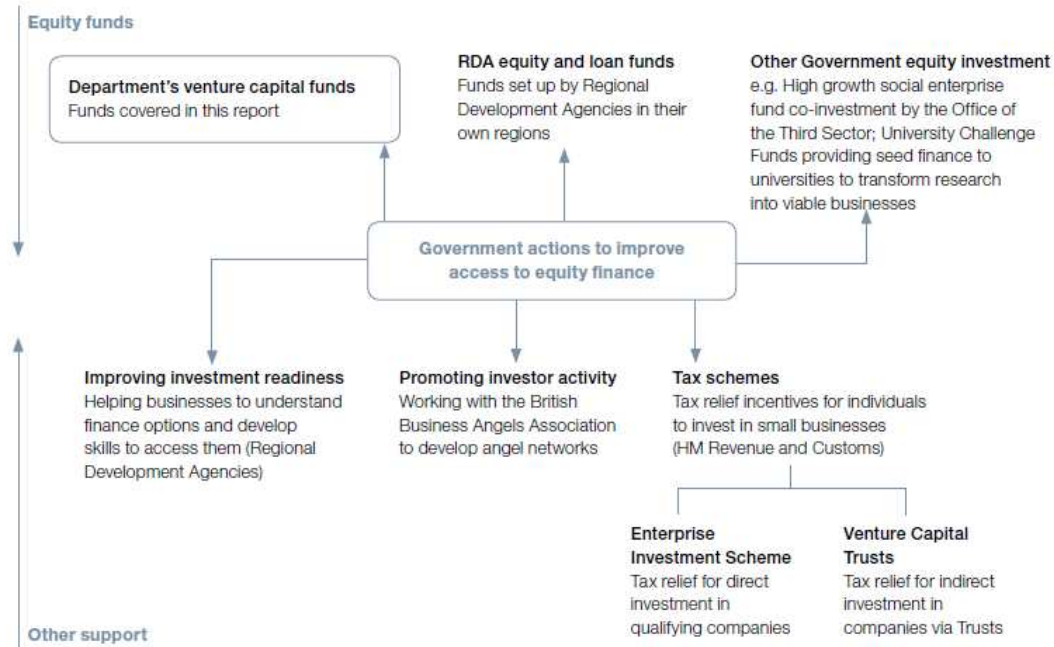 Equity funds
Department's venture capital funds
Funds covered in this report
RDA equity and loan funds
Funds set up by Regional
Development Agencies in their
own regions
Other Government equity investment
e.g. High growth social enterprise
fund co-investment by the Office of
the Third Sector; University Challenge
Funds providing seed finance to
universities to transform research
into viable businesses
Government actions to improve
access to equity finance
Improving investment readiness
Helping businesses to understand
finance options and develop
skills to access them (Regional
Development Agencies)
Promoting investor activity
Working with the British
Business Angels Association
to develop angel networks
Tax schemes
Tax relief incentives for individuals
to invest in small businesses
(HM Revenue and Customs)
Enterprise
Investment Scheme
Tax relief for direct
investment in
qualifying companies
Venture Capital
Trusts
Tax relief for indirect
investment in
companies via Trusts
Other support